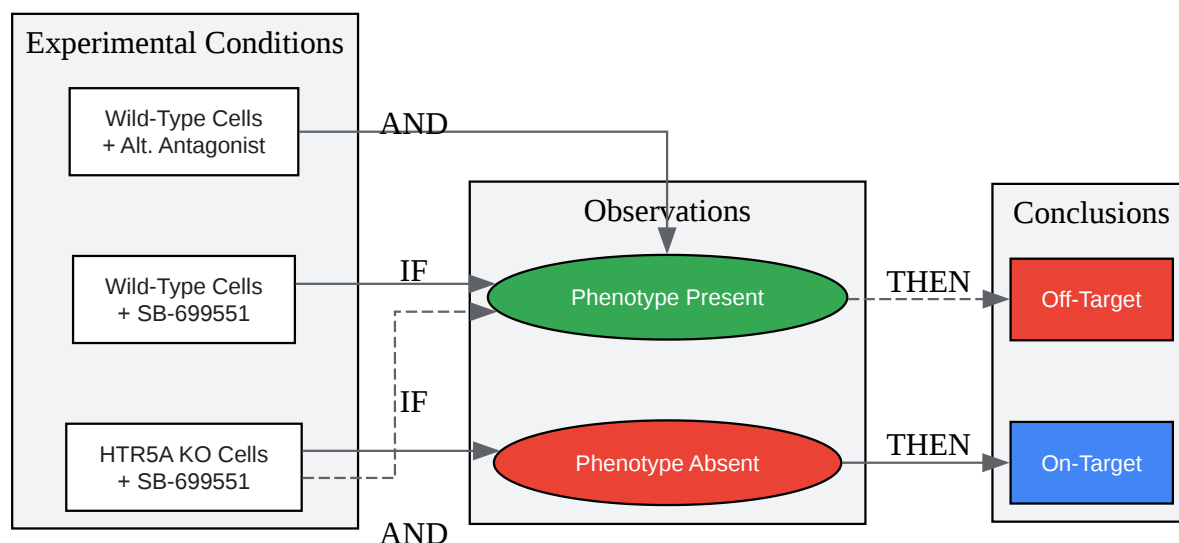 Experimental Conditions
Wild-Type Cells
+ Alt. Antagonist
AND
Observations
Conclusions
Wild-Type Cells
+ SB-699551
IF
Phenotype Present
THEN
Off-Target
IF
HTR5A KO Cells
+ SB-699551
Phenotype Absent
THEN
On-Target
AND